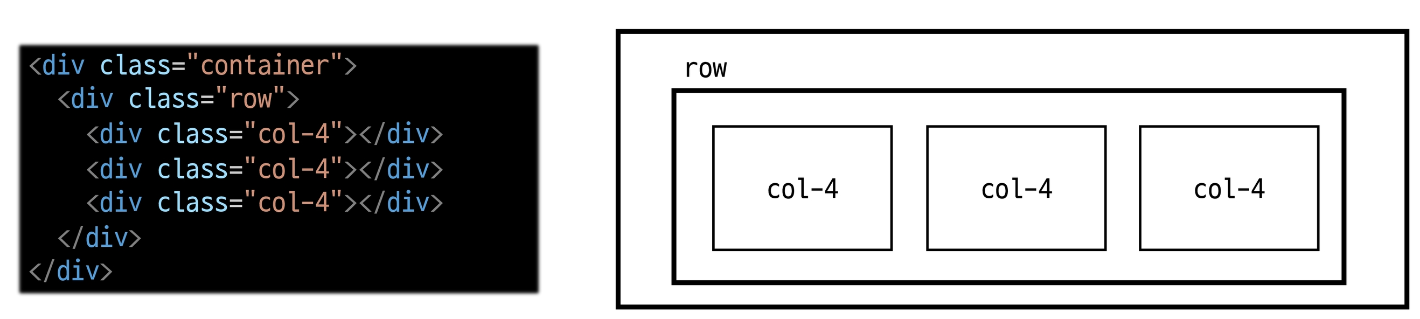 <div class="container">
<div class="row">
<div class="col-4"></div>
<div class="col-4"></div>
<div class="col-4"></div>
</div>
</div>
row
col-4
col-4
col-4